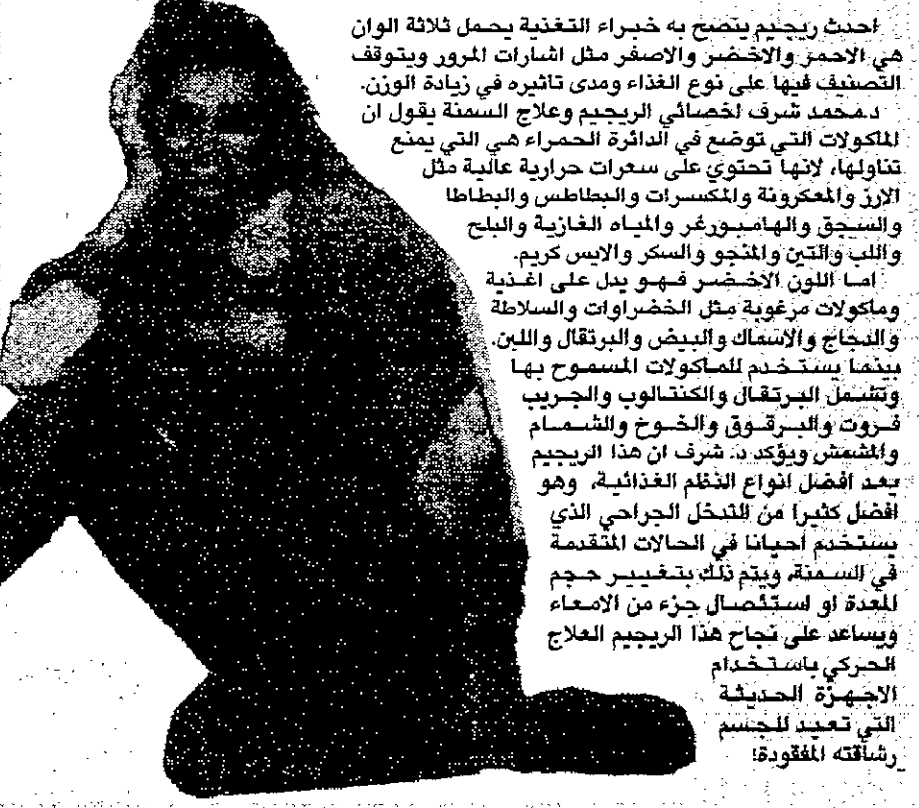 احدث ريجيم ينصح به خبراء التغذية يحمل ثلاثة الوان
هي الاحمر والاخضر والاصفر مثل اشارات المرور ويتوقف
التصنيف فيها على نوع الغذاء ومدى تاثيره في زيادة الوزن.
د.محمد شرف اخصائي الريجيم وعلاج السمنة يقول ان
الماكولات التي توضع في الدائرة الحمراء هي التي يمنع
تناولها، لانها تحتوي على سعرات حرارية عالية مثل
الارز والمعكرونة والمكسرات والبطاطس والبطاطا
والسجق والهامبورغر والمياه الغازية والبلح
واللب والتين والمنجو والسكر والايس كريم.
اما اللون الاخضر فهو يدل على اغذية
وماكولات مرغوبة مثل الخضراوات والسلاطة
والدجاج والاسماك والبيض والبرتقال واللبن.
بينما يستخدم للماكولات المسموح بها
وتشمل البرتقال والكنتالوب والجريب
فروت والبرقوق والخوخ والشمام
والمشمش ويؤكد د. شرف ان هذا الريجيم
يعد افضل انواع النظم الغذائية، وهو
افضل كثيرا من التدخل الجراحي الذي
يستخدم احيانا في الحالات المتقدمة
في السمنة، ويتم ذلك بتغيير حجم
المعدة او استئصال جزء من الامعاء
ويساعد على نجاح هذا الريجيم العلاج
الحركي باستخدام
الاجهزة الحديثة
التي تعيد للجسم
رشاقته المفقودة!